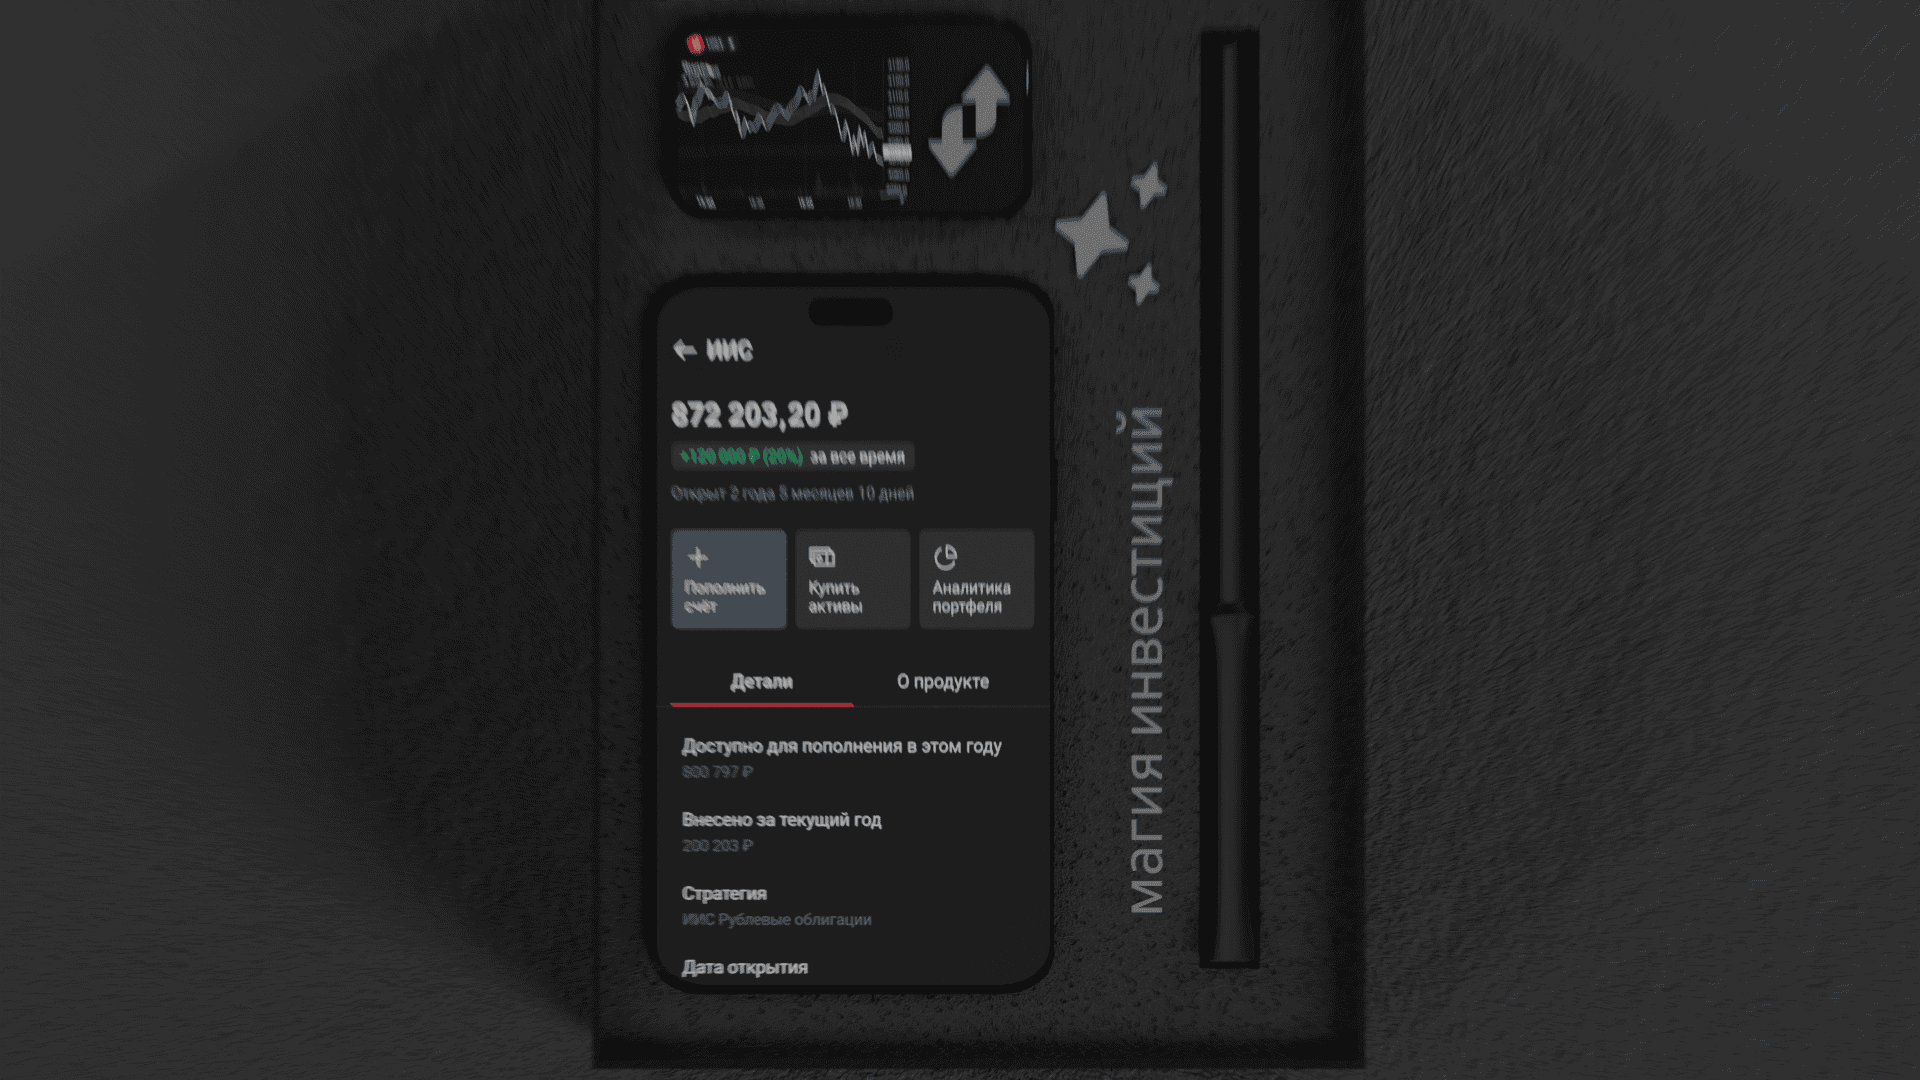 ИИС
872 203,20 ₽
+120 000 ₽ (20%) за все время
Открыт 2 года 8 месяцев 10 дней
Пополнить
счёт
Купить
активы
Аналитика
портфеля
Детали
О продукте
Доступно для пополнения в этом году
800 797 ₽
Внесено за текущий год
200 203 ₽
Стратегия
ИИС Рублевые облигации
Дата открытия
магия инвестиций